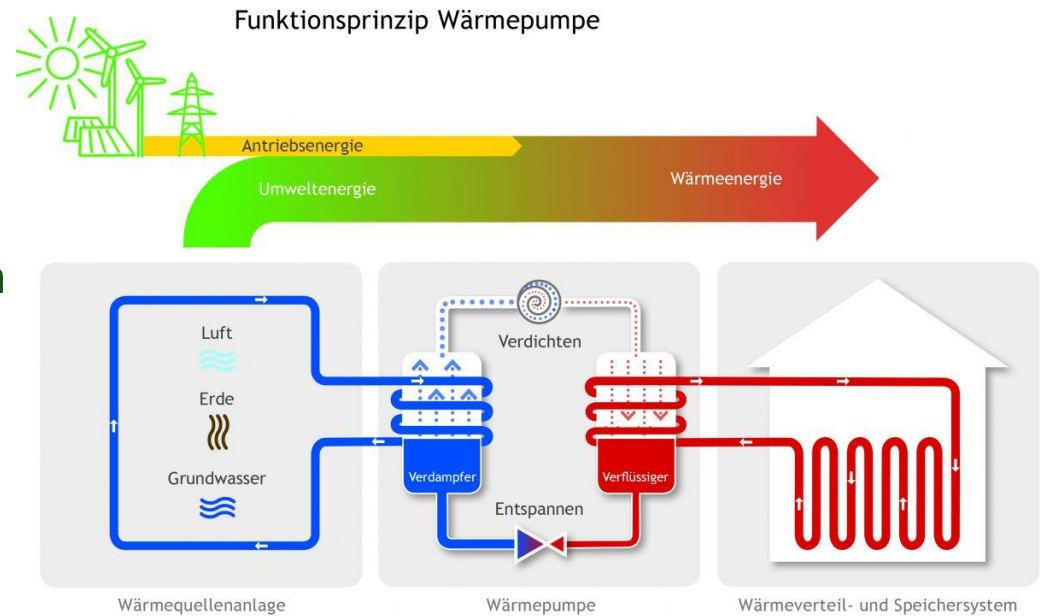 Funktionsprinzip Wärmepumpe
Antriebsenergie
Umweltenergie
Wärmeenergie
Luft
Erde
Grundwasser
Verdichten
Verdampfer
Verflüssiger
Entspannen
Wärmequellenanlage
Wärmepumpe
Wärmeverteil- und Speichersystem